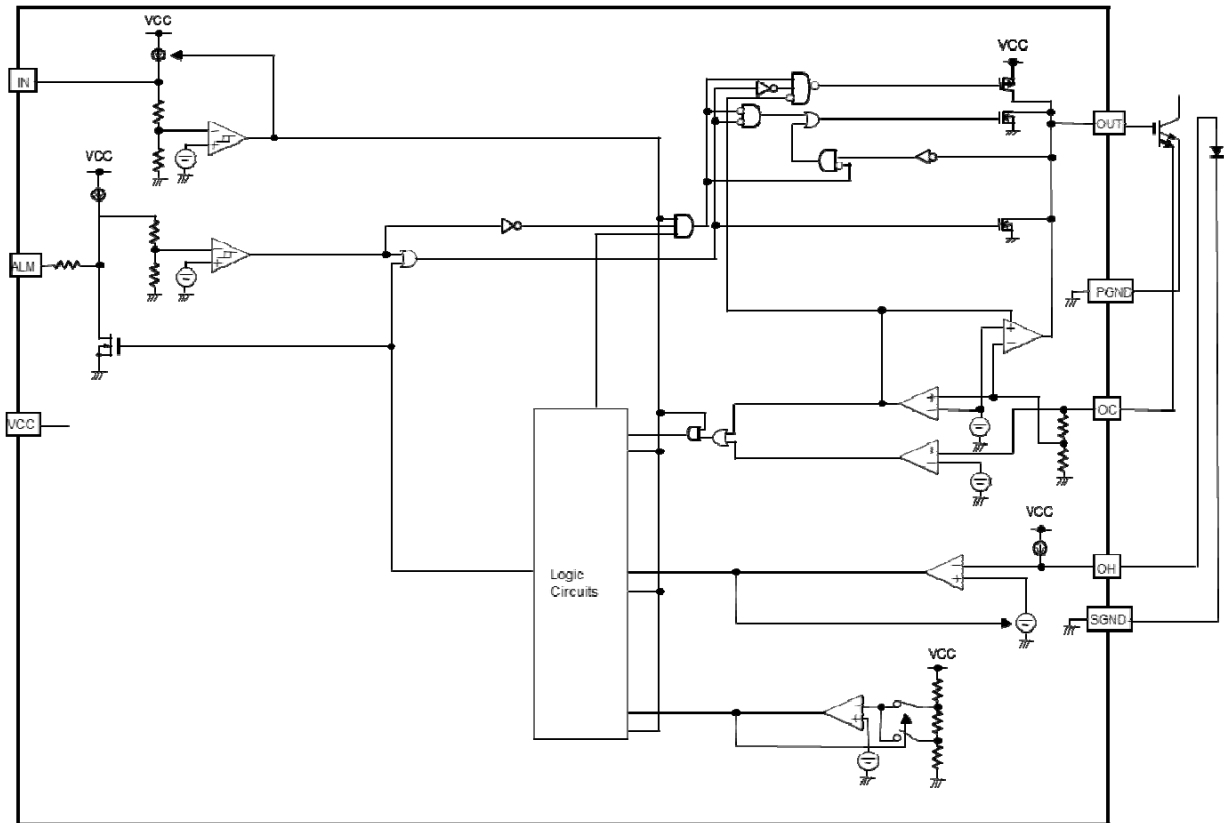 VCC
VCC
IN
OUT
VCC
ALM
PGND
VCC
OC
VCC
OH
Logic
Circuits
SGND
VCC